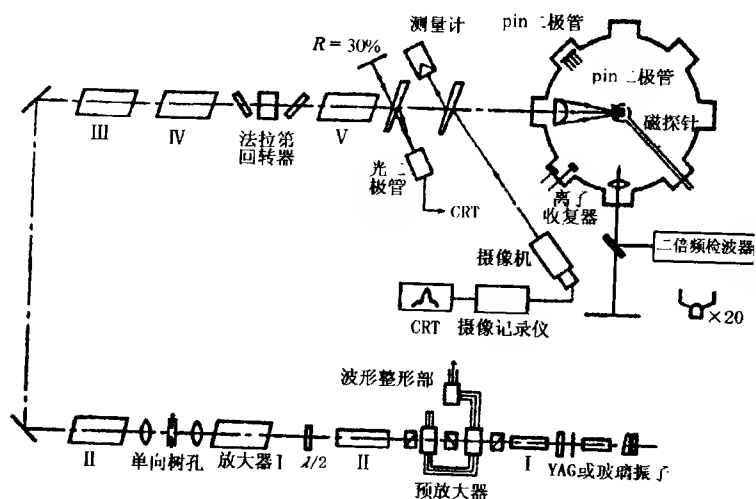 测量计
pin 二极管
R = 30%
pin 二极管
磁探针
III
IV
法拉第
回转器
V
光二
极管
CRT
离子
收复器
摄像机
二倍频检波器
×20
CRT
摄像记录仪
波形整形部
II
单向树孔
放大器 I
λ/2
II
预放大器
I
YAG或玻璃振子